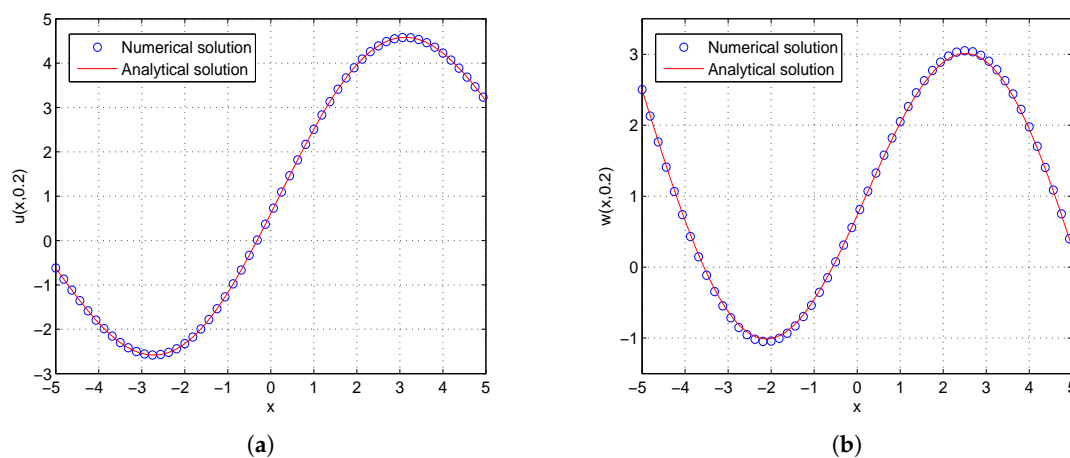 5
4
3
2
1
0
−1
−2
−3
−5 −4 −3 −2 −1 0 1 2 3 4 5
x
u(x,0.2)
Numerical solution
Analytical solution
(a)
3
2
1
0
−1
−5 −4 −3 −2 −1 0 1 2 3 4 5
x
w(x,0.2)
Numerical solution
Analytical solution
(b)